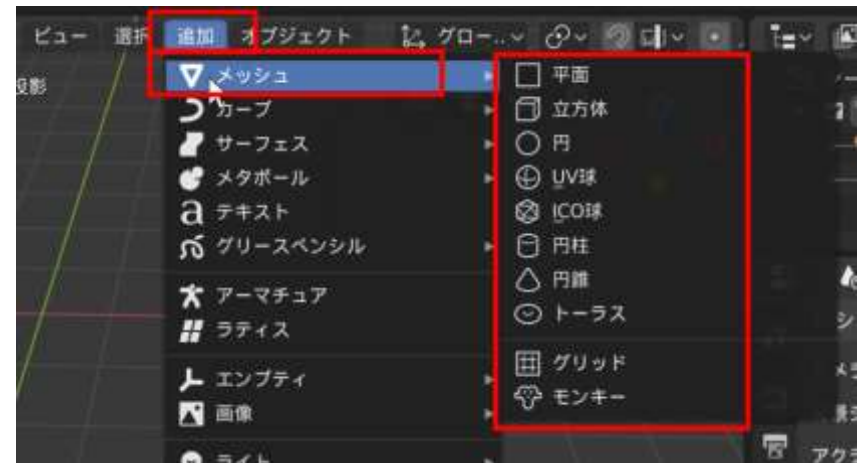 ビュー 選択 追加 オブジェクト グロー..
投影
メッシュ
カーブ
サーフェス
メタボール
テキスト
グリースペンシル
アーマチュア
ラティス
エンプティ
画像
ライト
平面
立方体
円
UV球
ICO球
円柱
円錐
トーラス
グリッド
モンキー